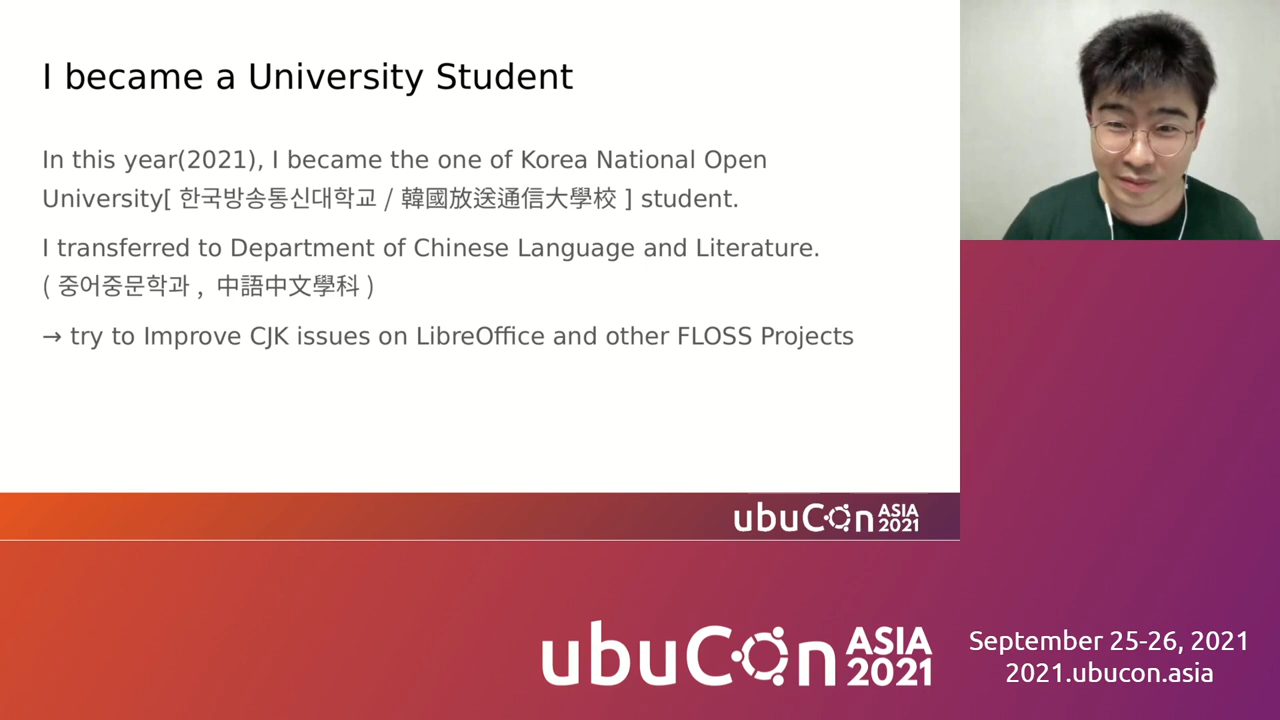 I became a University Student
In this year(2021), I became the one of Korea National Open
University[ 한국방송통신대학교 / 韓國放送通信大學校 ] student.
I transferred to Department of Chinese Language and Literature.
( 중어중문학과 , 中語中文學科 )
→ try to Improve CJK issues on LibreOffice and other FLOSS Projects
ubuCon ASIA 2021
ubuCon ASIA 2021
September 25-26, 2021
2021.ubucon.asia